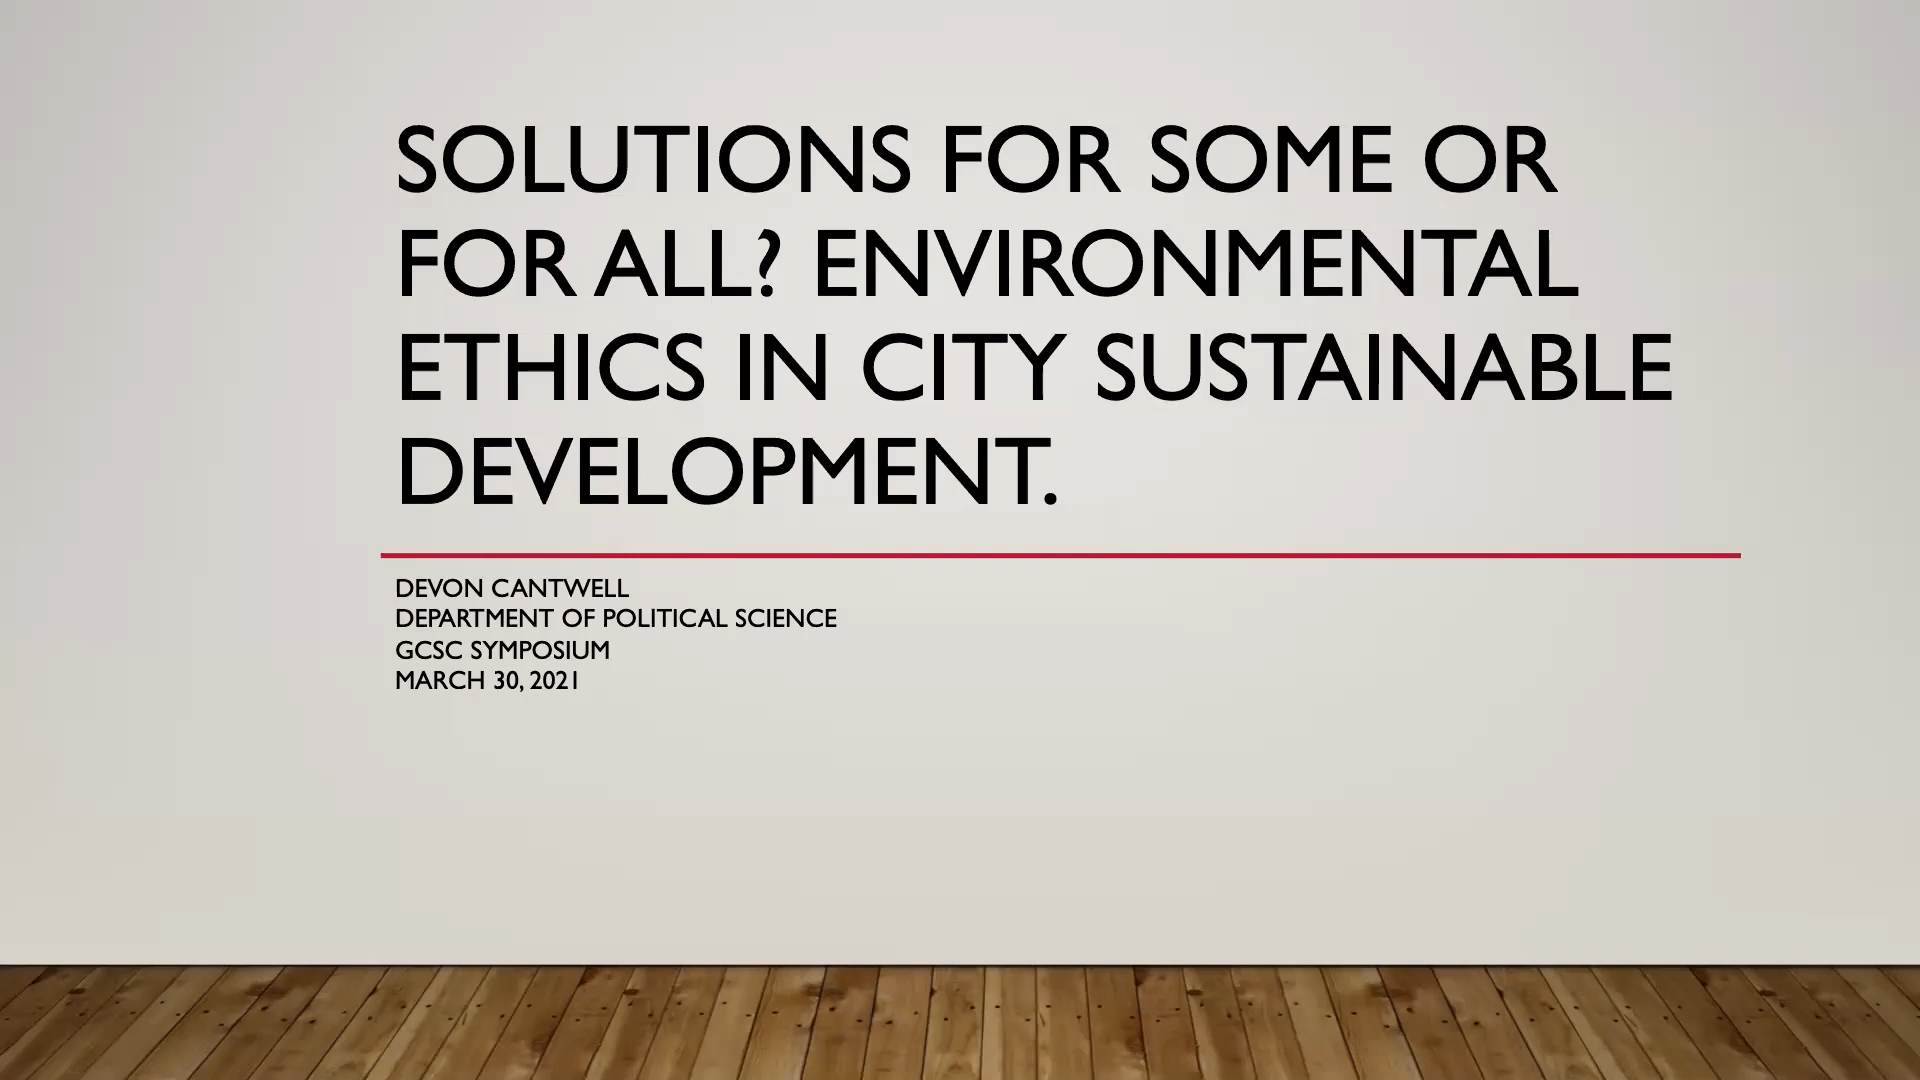 SOLUTIONS FOR SOME OR
FOR ALL? ENVIRONMENTAL
ETHICS IN CITY SUSTAINABLE
DEVELOPMENT.
DEVON CANTWELL
DEPARTMENT OF POLITICAL SCIENCE
GCSC SYMPOSIUM
MARCH 30, 2021